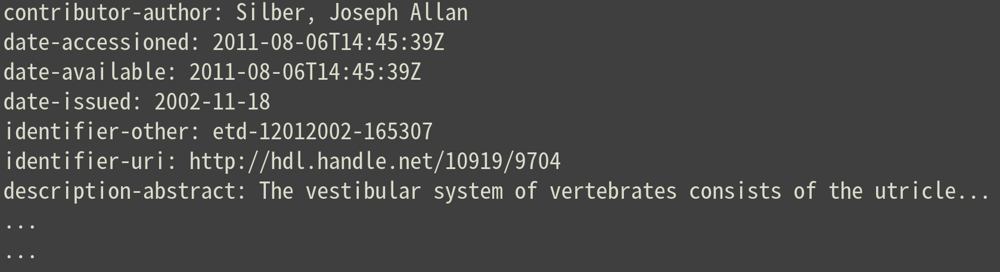 contributor-author: Silber, Joseph Allan
date-accessioned: 2011-08-06T14:45:39Z
date-available: 2011-08-06T14:45:39Z
date-issued: 2002-11-18
identifier-other: etd-12012002-165307
identifier-uri: http://hdl.handle.net/10919/9704
description-abstract: The vestibular system of vertebrates consists of the utricle...
...
...